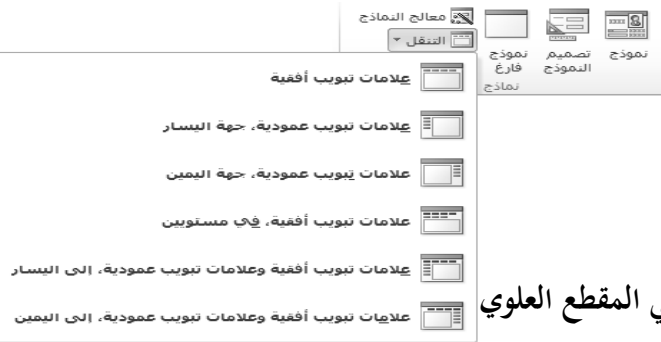 نموذج
تصميم النموذج
نموذج فارغ
معالج النماذج
التنقل
نماذج
علامات تبويب أفقية
علامات تبويب عمودية، جهة اليسار
علامات تبويب عمودية، جهة اليمين
علامات تبويب أفقية، في مستويين
علامات تبويب أفقية وعلامات تبويب عمودية، إلى اليسار
علامات تبويب أفقية وعلامات تبويب عمودية، إلى اليمين
المقطع العلوي